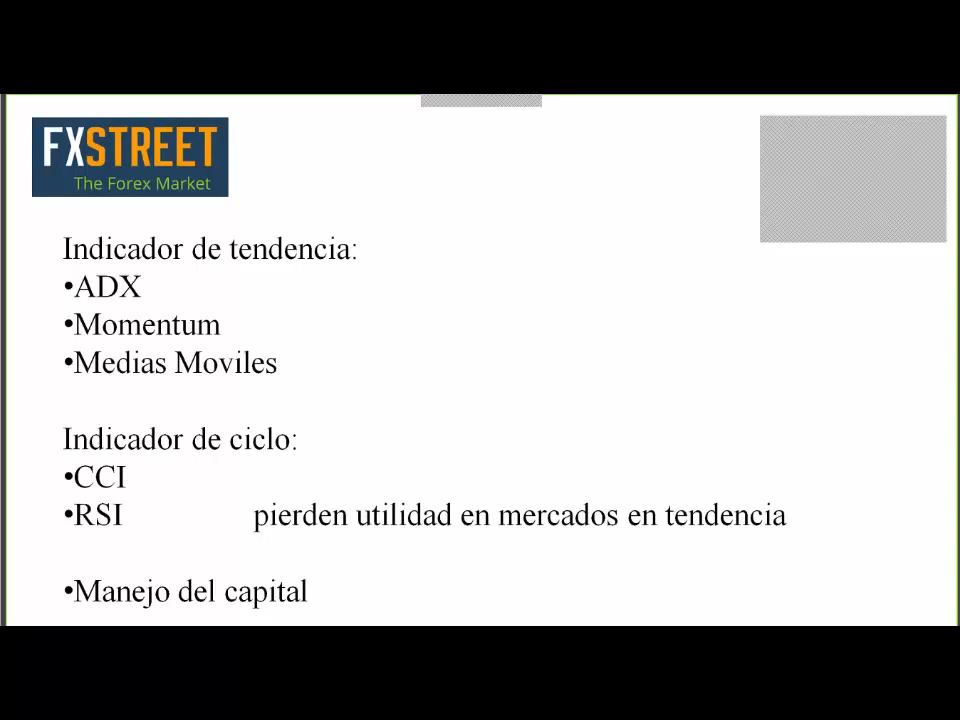 FXSTREET
The Forex Market
Indicador de tendencia:
•ADX
•Momentum
•Medias Moviles
Indicador de ciclo:
•CCI
•RSI pierden utilidad en mercados en tendencia
•Manejo del capital